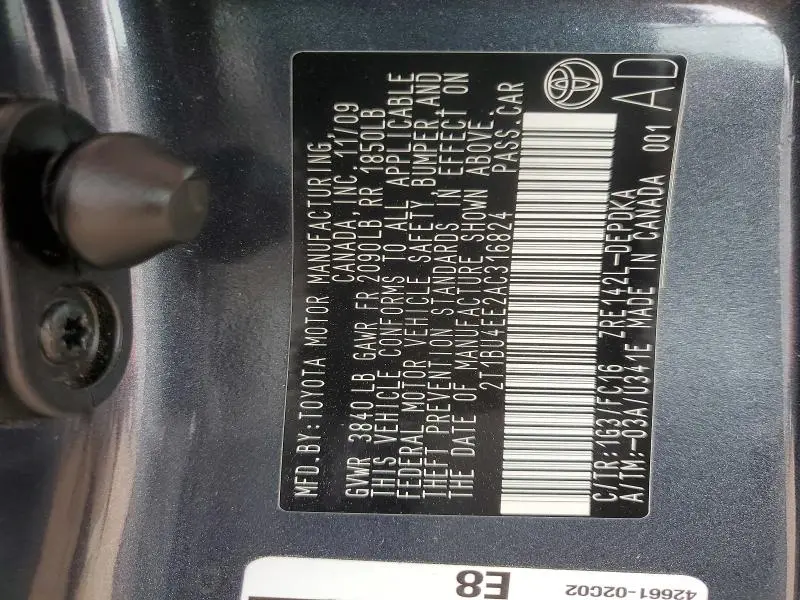 MFD. BY: TOYOTA MOTOR MANUFACTURING,
CANADA, INC. 11/09
GVWR 3840LB GAWR FR 2090LB RR 1850LB
THIS VEHICLE CONFORMS TO ALL APPLICABLE
FEDERAL MOTOR VEHICLE SAFETY, BUMPER, AND
THEFT PREVENTION STANDARDS IN EFFECT ON
THE DATE OF MANUFACTURE SHOWN ABOVE.
2T1BU4EE2AC316824 PASS. CAR
C/TR: 1G3/FC16 ZRE142L-DEPDKA
A/TM:-03A/U341E MADE IN CANADA 001
AD
E8
42661-02C02